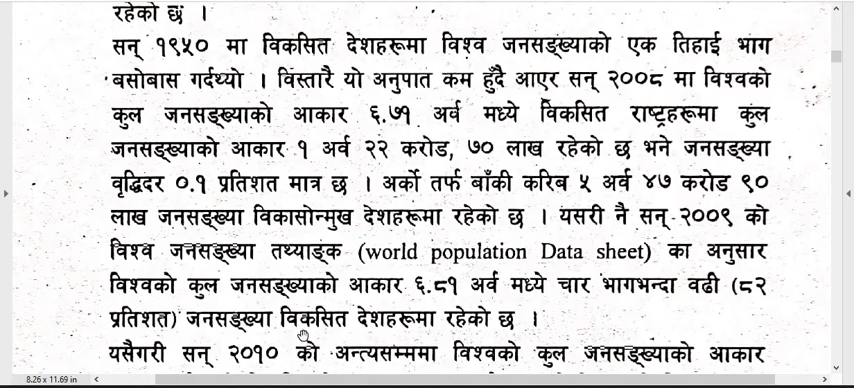 रहेको छ ।
सन् १९५० मा विकसित देशहरूमा विश्व जनसङ्ख्याको एक तिहाई भाग
बसोबास गर्दथ्यो । विस्तारै यो अनुपात कम हुँदै आएर सन् २००८ मा विश्वको
कुल जनसङ्ख्याको आकार ६.७१ अर्व मध्ये विकसित राष्ट्रहरूमा कुल
जनसङ्ख्याको आकार १ अर्व २२ करोड, ७० लाख रहेको छ भने जनसङ्ख्या
वृद्धिदर ०.१ प्रतिशत मात्र छ । अर्को तर्फ बाँकी करिब ५ अर्व ४७ करोड ९०
लाख जनसङ्ख्या विकासोन्मुख देशहरूमा रहेको छ । यसरी नै सन् २००९ को
विश्व जनसङ्ख्या तथ्याङ्क (world population Data sheet) का अनुसार
विश्वको कुल जनसङ्ख्याको आकार ६.८१ अर्व मध्ये चार भागभन्दा वढी (८२
प्रतिशत) जनसङ्ख्या विकसित देशहरूमा रहेको छ ।
यसैगरी सन् २०१० को अन्त्यसम्ममा विश्वको कुल जनसङ्ख्याको आकार
8.26 x 11.69 in